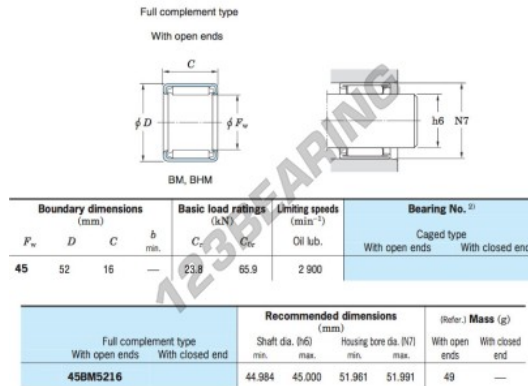 Full complement type
With open ends
C
φ D
φ Fw
h6
N7
BM, BHM
123BEARING
Boundary dimensions
(mm)
Basic load ratings
(kN)
Limiting speeds
(min⁻¹)
Bearing No. 2)
Fw D C b
min.
Cr C0r
Oil lub.
Caged type
With open ends With closed end
45 52 16 — 23.8 65.9 2 900
Recommended dimensions
(mm)
(Refer.) Mass (g)
Full complement type
With open ends With closed end
Shaft dia. (h6) Housing bore dia. (N7)
min. max. min. max.
With open ends
With closed end
45BM5216 44.984 45.000 51.961 51.991 49 —